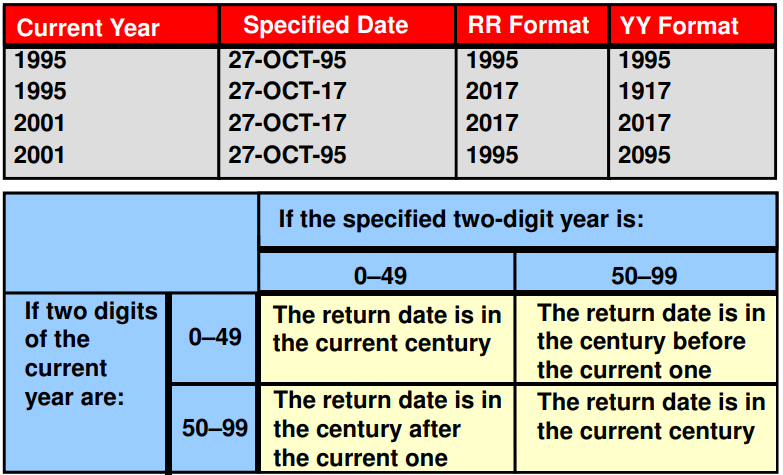 Current Year Specified Date RR Format YY Format
1995 27-OCT-95 1995 1995
1995 27-OCT-17 2017 1917
2001 27-OCT-17 2017 2017
2001 27-OCT-95 1995 2095
If the specified two-digit year is:
0–49 50–99
If two digits
of the
current
year are:
0–49
The return date is in
the current century
The return date is in
the century before
the current one
50–99
The return date is in
the century after
the current one
The return date is in
the current century